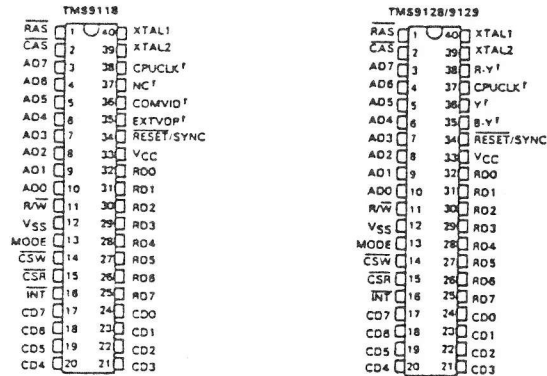 TMS9118
RAS 1 40 XTAL1
CAS 2 39 XTAL2
AD7 3 38 CPUCLK†
AD6 4 37 NC†
AD5 5 36 COMVID†
AD4 6 35 EXTVDP†
AD3 7 34 RESET/SYNC
AD2 8 33 VCC
AD1 9 32 RD0
AD0 10 31 RD1
R/W 11 30 RD2
VSS 12 29 RD3
MODE 13 28 RD4
CSW 14 27 RD5
CSR 15 26 RD6
INT 16 25 RD7
CD7 17 24 CD0
CD6 18 23 CD1
CD5 19 22 CD2
CD4 20 21 CD3
TMS9128/9129
RAS 1 40 XTAL1
CAS 2 39 XTAL2
AD7 3 38 R-Y†
AD6 4 37 CPUCLK†
AD5 5 36 Y†
AD4 6 35 B-Y†
AD3 7 34 RESET/SYNC
AD2 8 33 VCC
AD1 9 32 RD0
AD0 10 31 RD1
R/W 11 30 RD2
VSS 12 29 RD3
MODE 13 28 RD4
CSW 14 27 RD5
CSR 15 26 RD6
INT 16 25 RD7
CD7 17 24 CD0
CD6 18 23 CD1
CD5 19 22 CD2
CD4 20 21 CD3